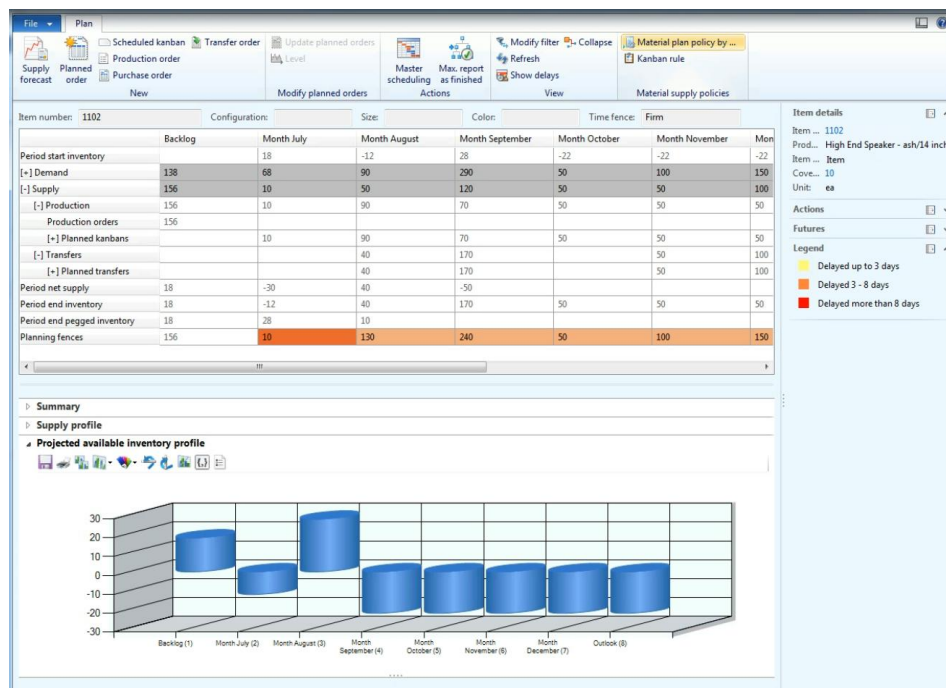 File Plan
Scheduled kanban Transfer order Update planned orders Modify filter Collapse Material plan policy by ...
Production order Level Refresh Kanban rule
Purchase order Show delays
Supply forecast Planned order Master scheduling Max. report as finished
New Modify planned orders Actions View Material supply policies
Item number: 1102 Configuration: Size: Color: Time fence: Firm
Backlog Month July Month August Month September Month October Month November Mon
Period start inventory 18 -12 28 -22 -22 -22
[+] Demand 138 68 90 290 50 100 150
[-] Supply 156 10 50 120 50 50 100
[-] Production 156 10 90 70 50 50 50
Production orders 156
[+] Planned kanbans 10 90 70 50 50 50
[-] Transfers 40 170 50 100
[+] Planned transfers 40 170 50 100
Period net supply 18 -30 40 -50
Period end inventory 18 -12 40 170 50 50 50
Period end pegged inventory 18 28 10
Planning fences 156 10 130 240 50 100 150
Item details
Item ... 1102
Prod... High End Speaker - ash/14 inch
Item ... Item
Cove... 10
Unit: ea
Actions
Futures
Legend
Delayed up to 3 days
Delayed 3 - 8 days
Delayed more than 8 days
Summary
Supply profile
Projected available inventory profile
30
20
10
0
-10
-20
-30
Backlog (1) Month July (2) Month August (3) Month September (4) Month October (5) Month November (6) Month December (7) Outlook (8)